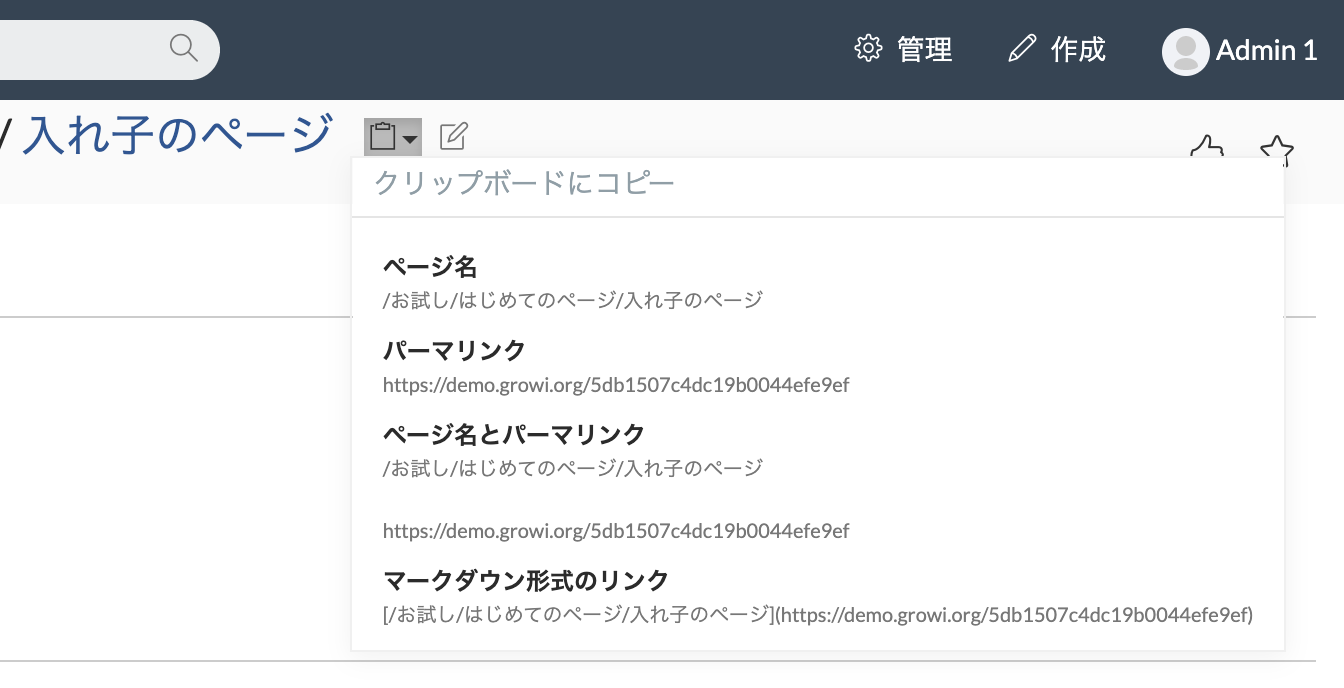 管理 作成 Admin 1
/ 入れ子のページ
クリップボードにコピー
ページ名
/お試し/はじめてのページ/入れ子のページ
パーマリンク
https://demo.growi.org/5db1507c4dc19b0044efe9ef
ページ名とパーマリンク
/お試し/はじめてのページ/入れ子のページ
https://demo.growi.org/5db1507c4dc19b0044efe9ef
マークダウン形式のリンク
[/お試し/はじめてのページ/入れ子のページ](https://demo.growi.org/5db1507c4dc19b0044efe9ef)